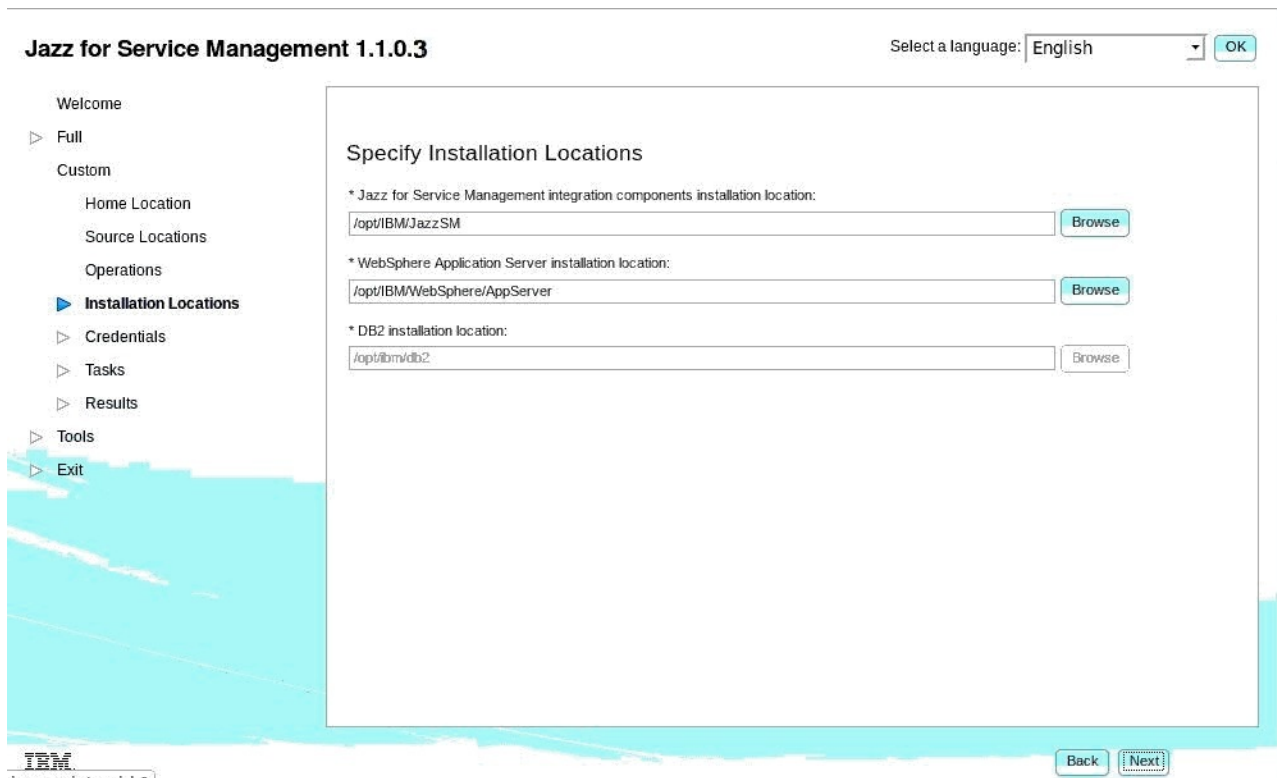 Jazz for Service Management 1.1.0.3
Select a language: English OK
Welcome
Full
Custom
Home Location
Source Locations
Operations
Installation Locations
Credentials
Tasks
Results
Tools
Exit
Specify Installation Locations
* Jazz for Service Management integration components installation location:
/opt/IBM/JazzSM Browse
* WebSphere Application Server installation location:
/opt/IBM/WebSphere/AppServer Browse
* DB2 installation location:
/opt/ibm/db2 Browse
IBM.
Back Next